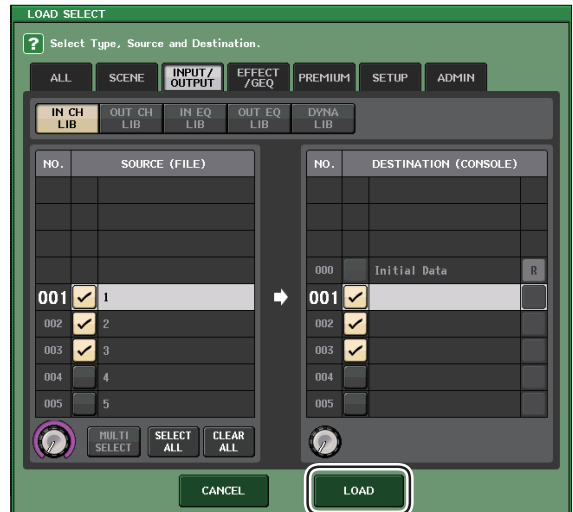 LOAD SELECT
? Select Type, Source and Destination.
ALL SCENE INPUT/OUTPUT EFFECT/GEQ PREMIUM SETUP ADMIN
IN CH LIB OUT CH LIB IN EQ LIB OUT EQ LIB DYNA LIB
NO. SOURCE (FILE) NO. DESTINATION (CONSOLE)
000 Initial Data R
001 1 001
002 2 002
003 3 003
004 4 004
005 5 005
MULTI SELECT SELECT ALL CLEAR ALL
CANCEL LOAD